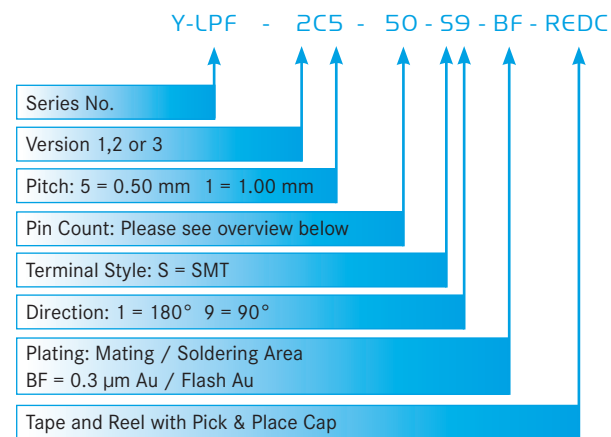 Y-LPF - 2C5 - 50 - S9 - BF - REDC
Series No.
Version 1,2 or 3
Pitch: 5 = 0.50 mm 1 = 1.00 mm
Pin Count: Please see overview below
Terminal Style: S = SMT
Direction: 1 = 180° 9 = 90°
Plating: Mating / Soldering Area
BF = 0.3 µm Au / Flash Au
Tape and Reel with Pick & Place Cap